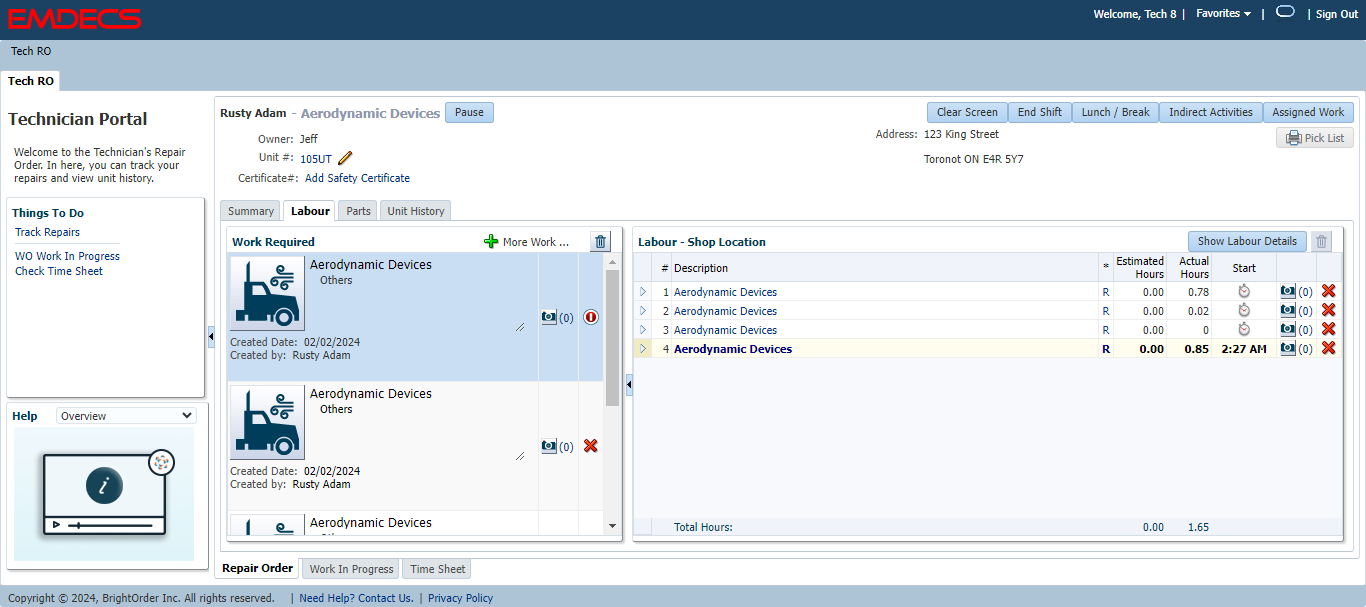 EMDECS
Welcome, Tech 8 | Favorites | | Sign Out
Tech RO
Tech RO
Technician Portal
Welcome to the Technician's Repair
Order. In here, you can track your
repairs and view unit history.
Things To Do
Track Repairs
WO Work In Progress
Check Time Sheet
Help Overview
i
Rusty Adam - Aerodynamic Devices Pause
Clear Screen End Shift Lunch / Break Indirect Activities Assigned Work
Owner: Jeff
Unit #: 105UT
Certificate#: Add Safety Certificate
Address: 123 King Street
Toronot ON E4R 5Y7
Pick List
Summary Labour Parts Unit History
Work Required More Work ...
Aerodynamic Devices
Others
(0)
Created Date: 02/02/2024
Created by: Rusty Adam
Aerodynamic Devices
Others
(0)
Created Date: 02/02/2024
Created by: Rusty Adam
Aerodynamic Devices
Labour - Shop Location Show Labour Details
# Description * Estimated Hours Actual Hours Start
1 Aerodynamic Devices R 0.00 0.78 (0)
2 Aerodynamic Devices R 0.00 0.02 (0)
3 Aerodynamic Devices R 0.00 0 (0)
4 Aerodynamic Devices R 0.00 0.85 2:27 AM (0)
Total Hours: 0.00 1.65
Repair Order Work In Progress Time Sheet
Copyright © 2024, BrightOrder Inc. All rights reserved. | Need Help? Contact Us. | Privacy Policy